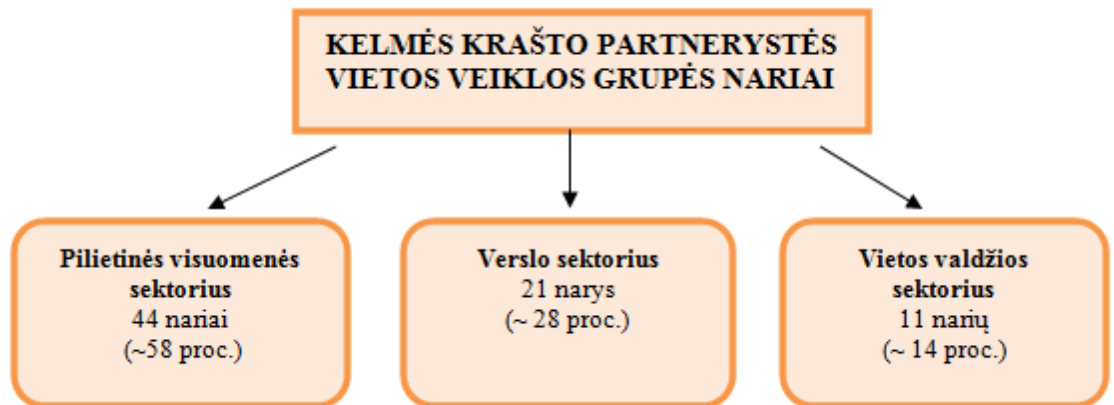 KELMĖS KRAŠTO PARTNERYSTĖS
VIETOS VEIKLOS GRUPĖS NARIAI
Pilietinės visuomenės
sektorius
44 nariai
(~58 proc.)
Verslo sektorius
21 narys
(~ 28 proc.)
Vietos valdžios
sektorius
11 narių
(~ 14 proc.)